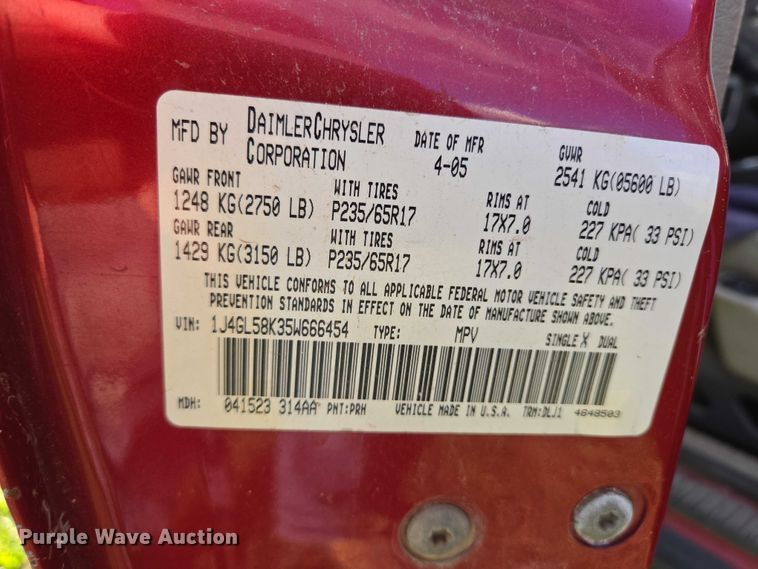 MFD BY DAIMLERCHRYSLER CORPORATION DATE OF MFR 4-05 GVWR 2541 KG(05600 LB)
GAWR FRONT WITH TIRES RIMS AT COLD
1248 KG(2750 LB) P235/65R17 17X7.0 227 KPA( 33 PSI)
GAWR REAR WITH TIRES RIMS AT COLD
1429 KG(3150 LB) P235/65R17 17X7.0 227 KPA( 33 PSI)
THIS VEHICLE CONFORMS TO ALL APPLICABLE FEDERAL MOTOR VEHICLE SAFETY AND THEFT
PREVENTION STANDARDS IN EFFECT ON THE DATE OF MANUFACTURE SHOWN ABOVE.
VIN: 1J4GL58K35W666454 TYPE: MPV SINGLE X DUAL
MDH: 041523 314AA PNT:PRH VEHICLE MADE IN U.S.A. TRM:DLJ1 4648503
Purple Wave Auction